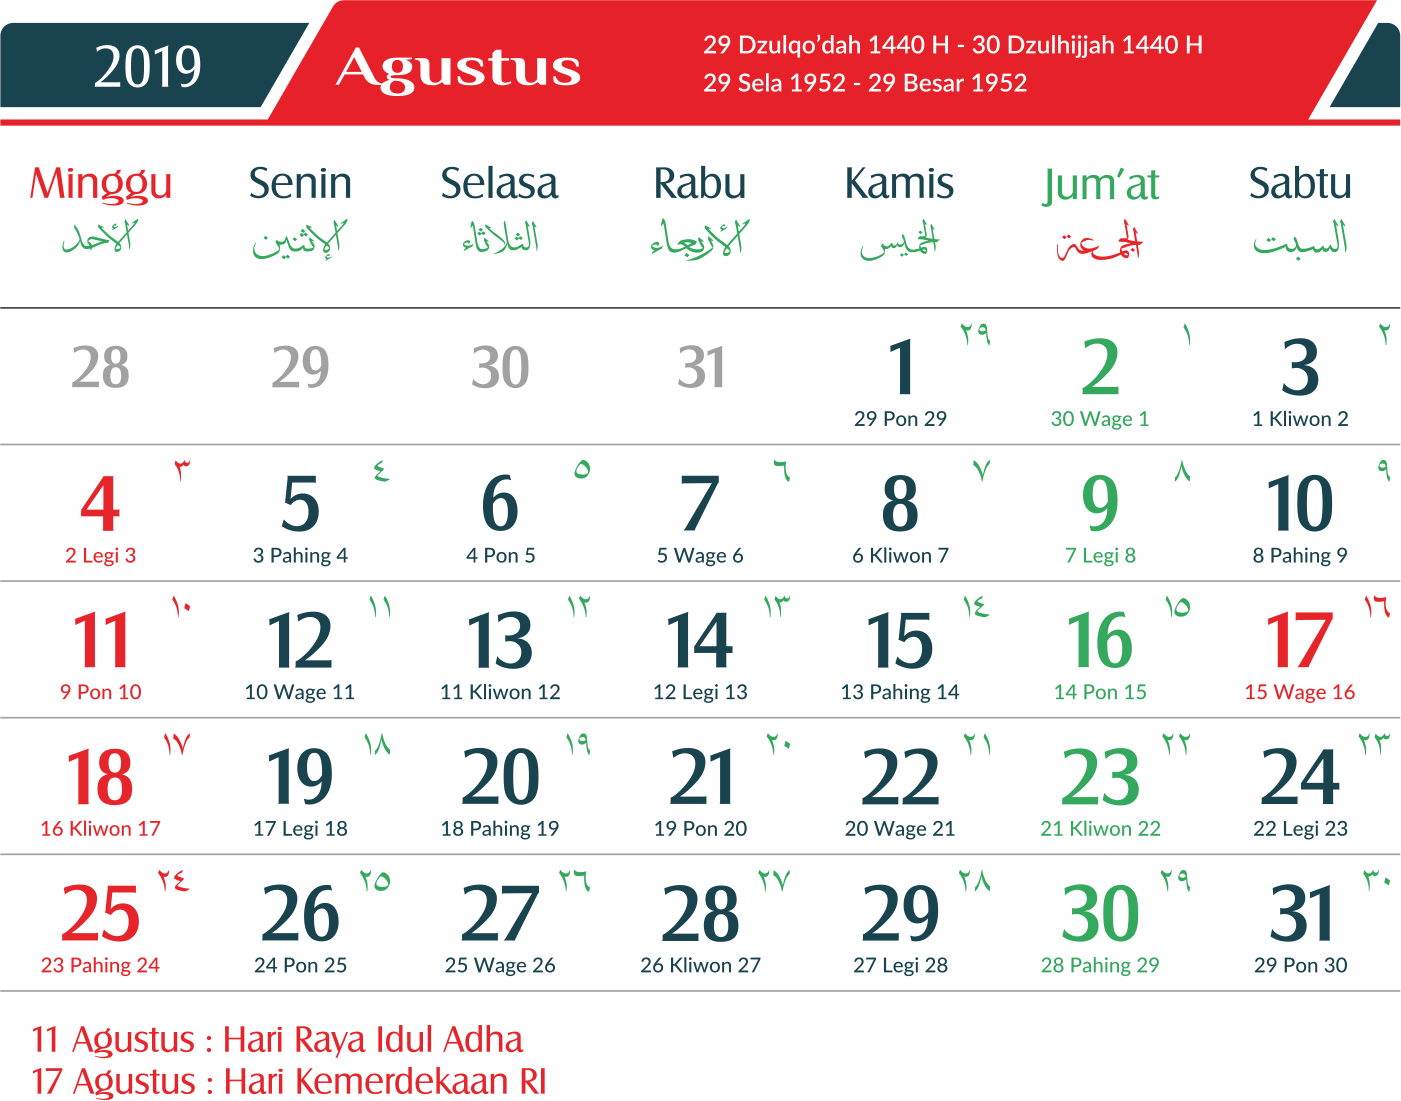 2019
Agustus
29 Dzulqo’dah 1440 H - 30 Dzulhijjah 1440 H
29 Sela 1952 - 29 Besar 1952
Minggu Senin Selasa Rabu Kamis Jum’at Sabtu
الأحد الإثنين الثلاثاء الأربعاء الخميس الجمعة السبت
28 29 30 31 1 ٢٩ 2 ١ 3 ٢
29 Pon 29 30 Wage 1 1 Kliwon 2
4 ٣ 5 ٤ 6 ٥ 7 ٦ 8 ٧ 9 ٨ 10 ٩
2 Legi 3 3 Pahing 4 4 Pon 5 5 Wage 6 6 Kliwon 7 7 Legi 8 8 Pahing 9
11 ١٠ 12 ١١ 13 ١٢ 14 ١٣ 15 ١٤ 16 ١٥ 17 ١٦
9 Pon 10 10 Wage 11 11 Kliwon 12 12 Legi 13 13 Pahing 14 14 Pon 15 15 Wage 16
18 ١٧ 19 ١٨ 20 ١٩ 21 ٢٠ 22 ٢١ 23 ٢٢ 24 ٢٣
16 Kliwon 17 17 Legi 18 18 Pahing 19 19 Pon 20 20 Wage 21 21 Kliwon 22 22 Legi 23
25 ٢٤ 26 ٢٥ 27 ٢٦ 28 ٢٧ 29 ٢٨ 30 ٢٩ 31 ٣٠
23 Pahing 24 24 Pon 25 25 Wage 26 26 Kliwon 27 27 Legi 28 28 Pahing 29 29 Pon 30
11 Agustus : Hari Raya Idul Adha
17 Agustus : Hari Kemerdekaan RI